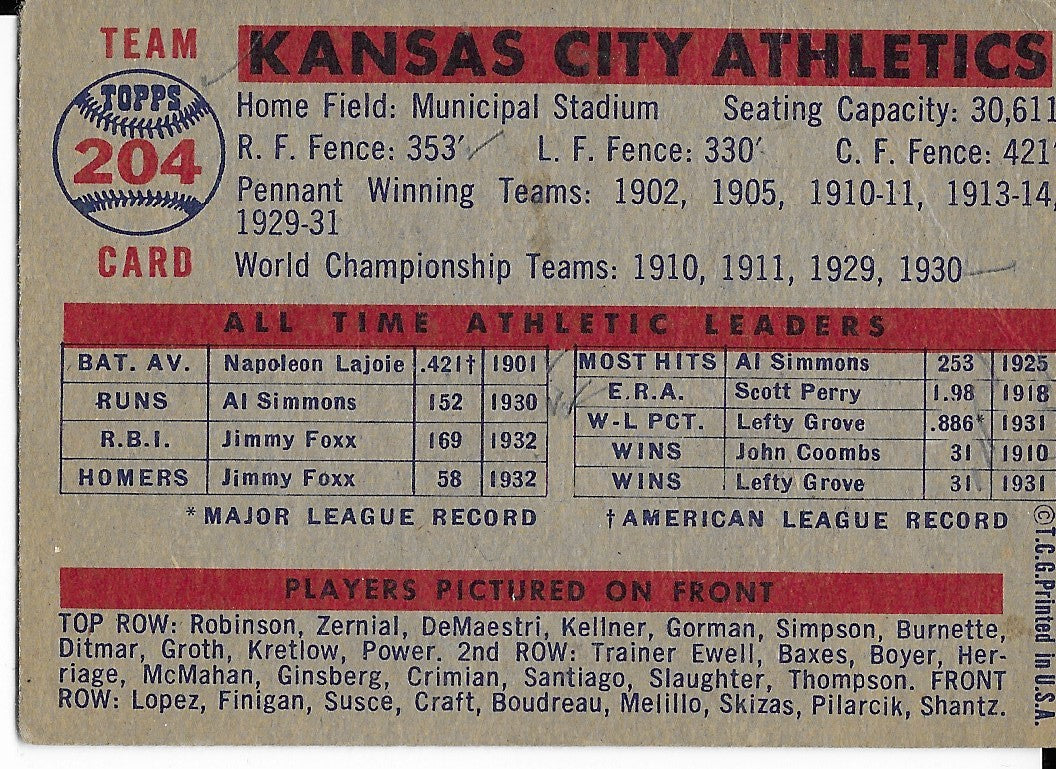 TEAM
TOPPS
204
CARD
KANSAS CITY ATHLETICS
Home Field: Municipal Stadium Seating Capacity: 30,611
R. F. Fence: 353′ L. F. Fence: 330′ C. F. Fence: 421′
Pennant Winning Teams: 1902, 1905, 1910-11, 1913-14,
1929-31
World Championship Teams: 1910, 1911, 1929, 1930
ALL TIME ATHLETIC LEADERS
BAT. AV. Napoleon Lajoie .421† 1901
RUNS Al Simmons 152 1930
R.B.I. Jimmy Foxx 169 1932
HOMERS Jimmy Foxx 58 1932
MOST HITS Al Simmons 253 1925
E.R.A. Scott Perry 1.98 1918
W-L PCT. Lefty Grove .886* 1931
WINS John Coombs 31 1910
WINS Lefty Grove 31 1931
*MAJOR LEAGUE RECORD †AMERICAN LEAGUE RECORD
PLAYERS PICTURED ON FRONT
TOP ROW: Robinson, Zernial, DeMaestri, Kellner, Gorman, Simpson, Burnette,
Ditmar, Groth, Kretlow, Power. 2nd ROW: Trainer Ewell, Baxes, Boyer, Her-
riage, McMahan, Ginsberg, Crimian, Santiago, Slaughter, Thompson. FRONT
ROW: Lopez, Finigan, Susce, Craft, Boudreau, Melillo, Skizas, Pilarcik, Shantz.
©T.C.G. Printed in U.S.A.